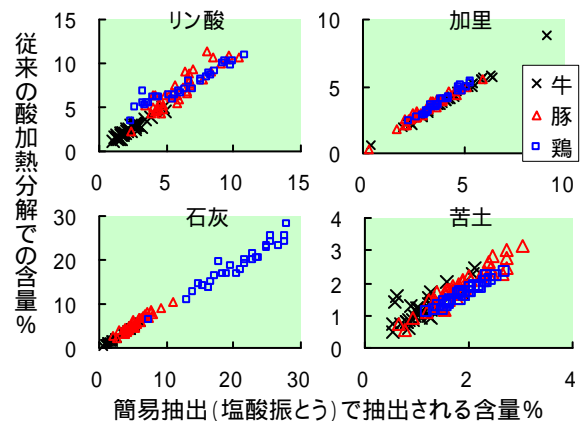 従来の酸加熱分解での含量%
リン酸
15
10
5
0
0 5 10 15
加里
10
5
0
0 5 10
×牛
△豚
□鶏
石灰
30
20
10
0
0 10 20 30
苦土
4
3
2
1
0
0 2 4
簡易抽出(塩酸振とう)で抽出される含量%